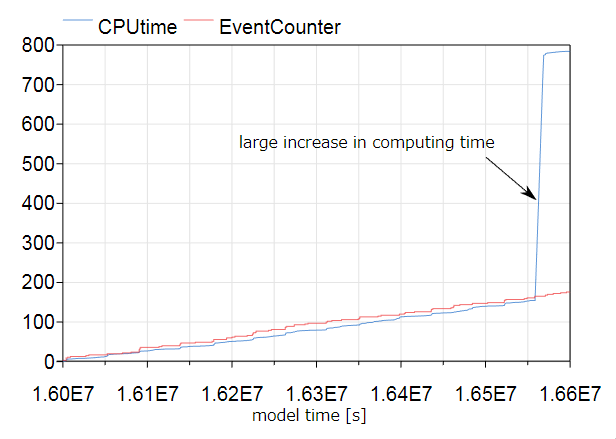 CPUtime EventCounter
800
700
600
500
400
300
200
100
0
large increase in computing time
1.60E7 1.61E7 1.62E7 1.63E7 1.64E7 1.65E7 1.66E7
model time [s]